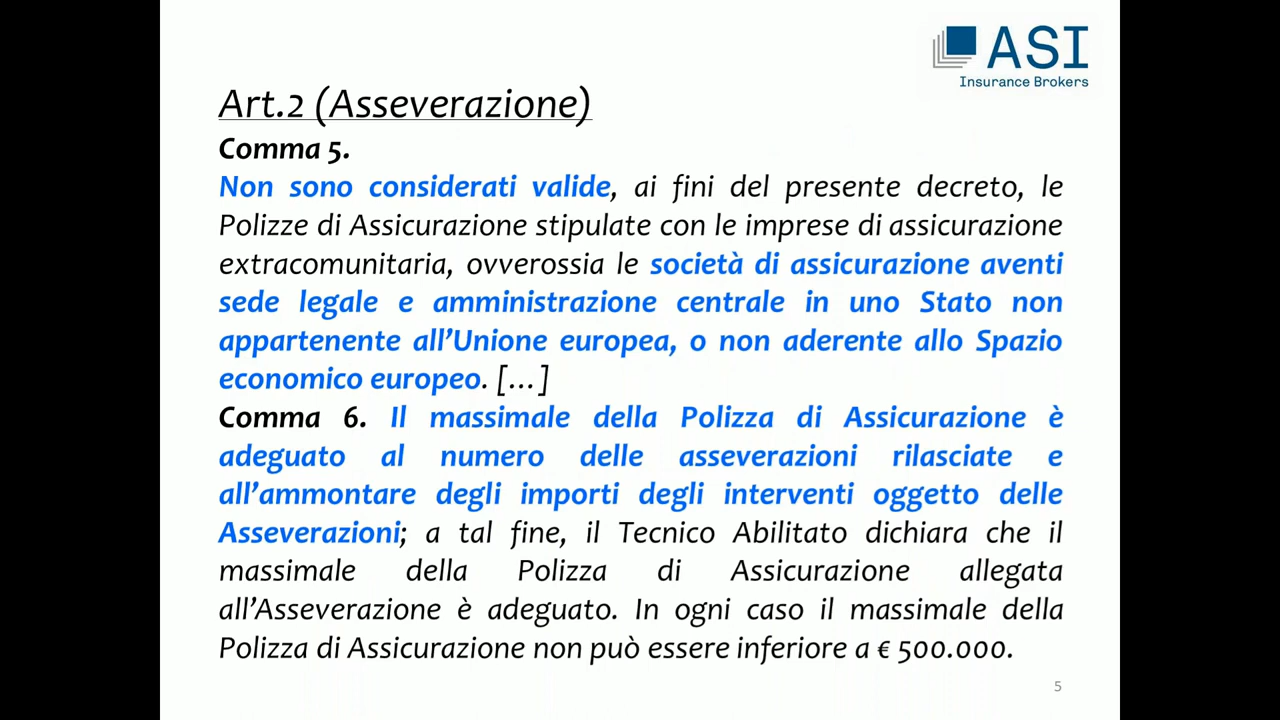 ASI
Insurance Brokers
Art.2 (Asseverazione)
Comma 5.
Non sono considerati valide, ai fini del presente decreto, le
Polizze di Assicurazione stipulate con le imprese di assicurazione
extracomunitaria, ovverossia le società di assicurazione aventi
sede legale e amministrazione centrale in uno Stato non
appartenente all’Unione europea, o non aderente allo Spazio
economico europeo. […]
Comma 6. Il massimale della Polizza di Assicurazione è
adeguato al numero delle asseverazioni rilasciate e
all’ammontare degli importi degli interventi oggetto delle
Asseverazioni; a tal fine, il Tecnico Abilitato dichiara che il
massimale della Polizza di Assicurazione allegata
all’Asseverazione è adeguato. In ogni caso il massimale della
Polizza di Assicurazione non può essere inferiore a € 500.000.
5